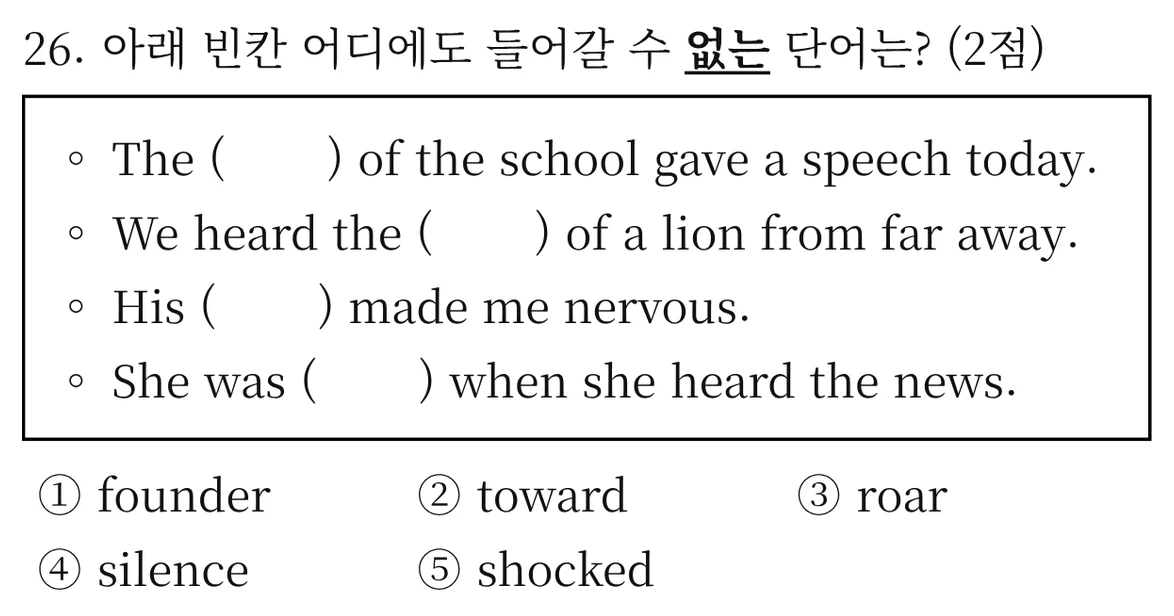 26. 아래 빈칸 어디에도 들어갈 수 없는 단어는? (2점)
◦ The (      ) of the school gave a speech today.
◦ We heard the (      ) of a lion from far away.
◦ His (      ) made me nervous.
◦ She was (      ) when she heard the news.
① founder ② toward ③ roar
④ silence ⑤ shocked